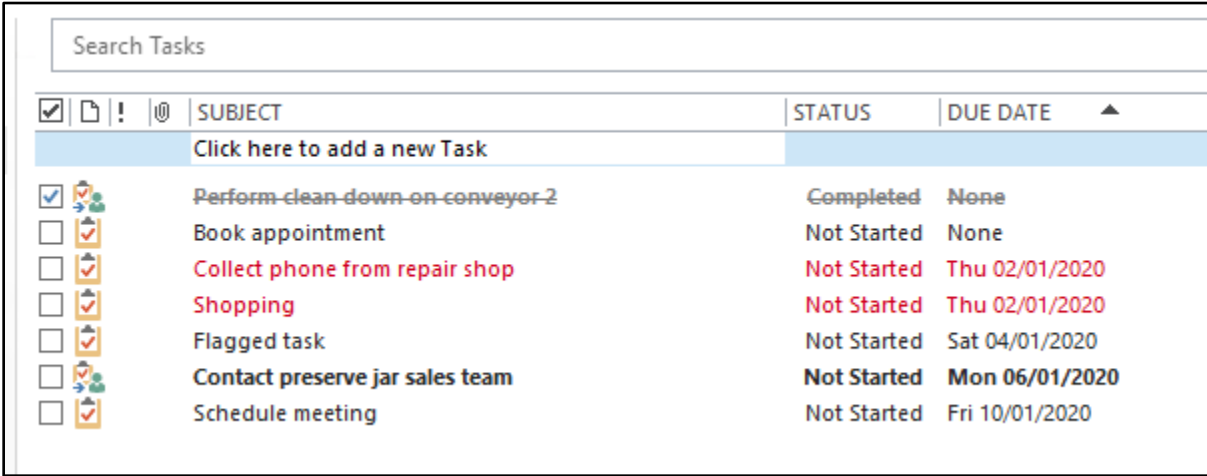 Search Tasks
! SUBJECT STATUS DUE DATE
Click here to add a new Task
Perform clean down on conveyor 2 Completed None
Book appointment Not Started None
Collect phone from repair shop Not Started Thu 02/01/2020
Shopping Not Started Thu 02/01/2020
Flagged task Not Started Sat 04/01/2020
Contact preserve jar sales team Not Started Mon 06/01/2020
Schedule meeting Not Started Fri 10/01/2020